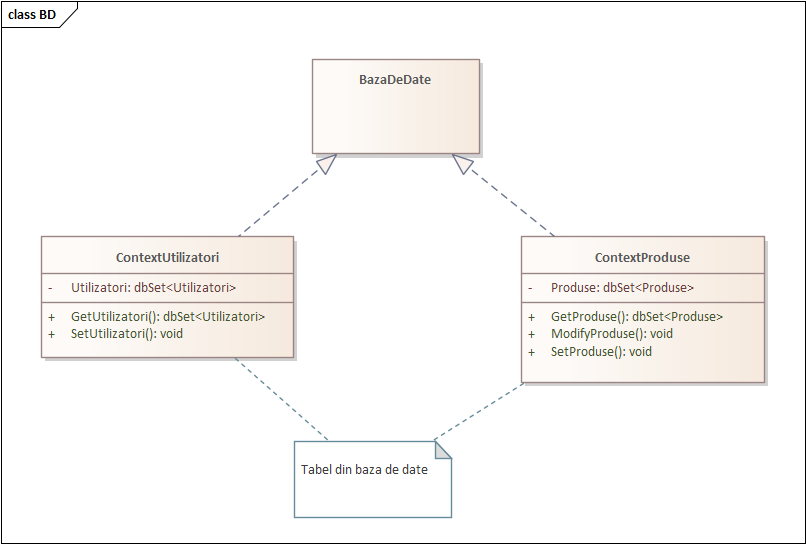 class BD
BazaDeDate
ContextUtilizatori
- Utilizatori: dbSet<Utilizatori>
+ GetUtilizatori(): dbSet<Utilizatori>
+ SetUtilizatori(): void
ContextProduse
- Produse: dbSet<Produse>
+ GetProduse(): dbSet<Produse>
+ ModifyProduse(): void
+ SetProduse(): void
Tabel din baza de date